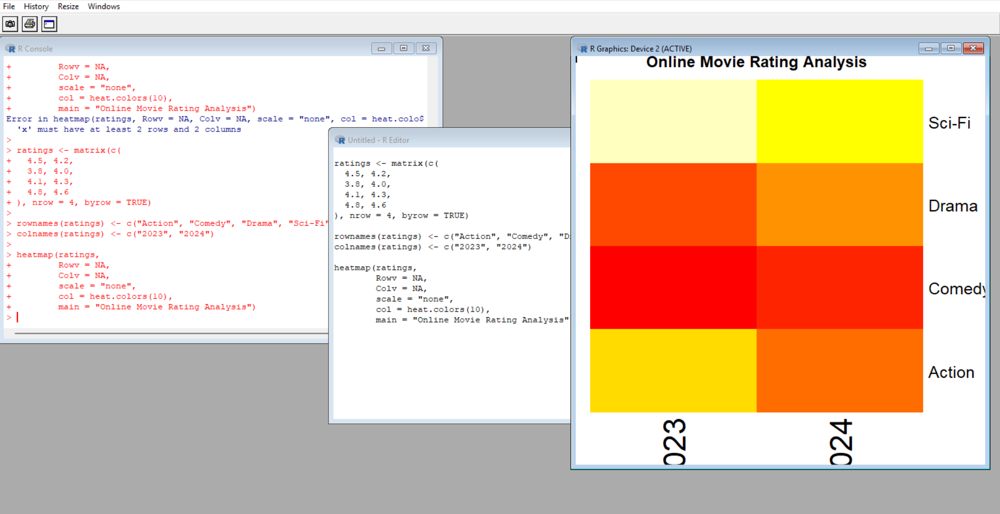 File History Resize Windows
R Console
+         Rowv = NA,
+         Colv = NA,
+         scale = "none",
+         col = heat.colors(10),
+         main = "Online Movie Rating Analysis")
Error in heatmap(ratings, Rowv = NA, Colv = NA, scale = "none", col = heat.colo$
  'x' must have at least 2 rows and 2 columns
>
> ratings <- matrix(c(
+   4.5, 4.2,
+   3.8, 4.0,
+   4.1, 4.3,
+   4.8, 4.6
+ ), nrow = 4, byrow = TRUE)
>
> rownames(ratings) <- c("Action", "Comedy", "Drama", "Sci-Fi"
> colnames(ratings) <- c("2023", "2024")
>
> heatmap(ratings,
+         Rowv = NA,
+         Colv = NA,
+         scale = "none",
+         col = heat.colors(10),
+         main = "Online Movie Rating Analysis")
>
Untitled - R Editor
ratings <- matrix(c(
  4.5, 4.2,
  3.8, 4.0,
  4.1, 4.3,
  4.8, 4.6
), nrow = 4, byrow = TRUE)
rownames(ratings) <- c("Action", "Comedy", "D
colnames(ratings) <- c("2023", "2024")
heatmap(ratings,
        Rowv = NA,
        Colv = NA,
        scale = "none",
        col = heat.colors(10),
        main = "Online Movie Rating Analysis"
R Graphics: Device 2 (ACTIVE)
Online Movie Rating Analysis
Sci-Fi
Drama
Comedy
Action
023
024